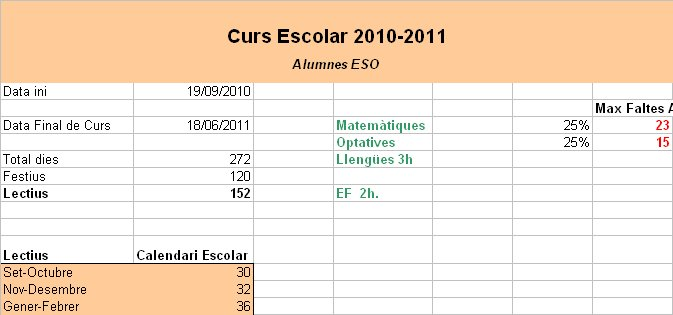 Curs Escolar 2010-2011
Alumnes ESO
Data ini 19/09/2010
Max Faltes A
Data Final de Curs 18/06/2011 Matemàtiques 25% 23
Optatives 25% 15
Total dies 272 Llengües 3h
Festius 120
Lectius 152 EF 2h.
Lectius Calendari Escolar
Set-Octubre 30
Nov-Desembre 32
Gener-Febrer 36